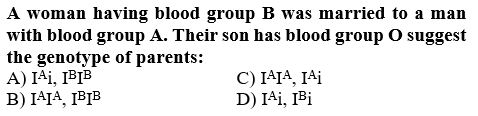 A woman having blood group B was married to a man
with blood group A. Their son has blood group O suggest
the genotype of parents:
A) Iᴬi, IᴮIᴮ C) IᴬIᴬ, Iᴬi
B) IᴬIᴬ, IᴮIᴮ D) Iᴬi, Iᴮi